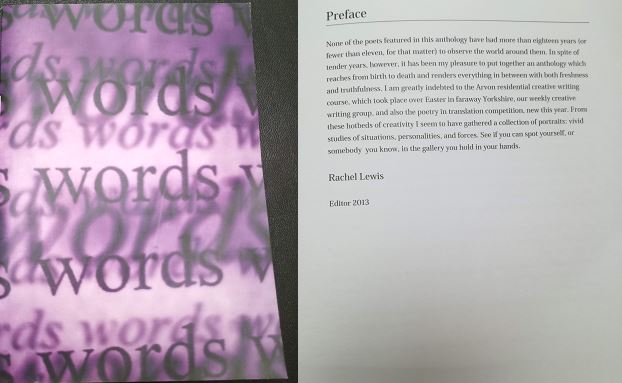 words
ds words
words
ds words w
s words w
words
s words w
rds words w
s words w
Preface
None of the poets featured in this anthology have had more than eighteen years (or
fewer than eleven, for that matter) to observe the world around them. In spite of
tender years, however, it has been my pleasure to put together an anthology which
reaches from birth to death and renders everything in between with both freshness
and truthfulness. I am greatly indebted to the Arvon residential creative writing
course, which took place over Easter in faraway Yorkshire, our weekly creative
writing group, and also the poetry in translation competition, new this year. From
these hotbeds of creativity I seem to have gathered a collection of portraits: vivid
studies of situations, personalities, and forces. See if you can spot yourself, or
somebody you know, in the gallery you hold in your hands.
Rachel Lewis
Editor 2013